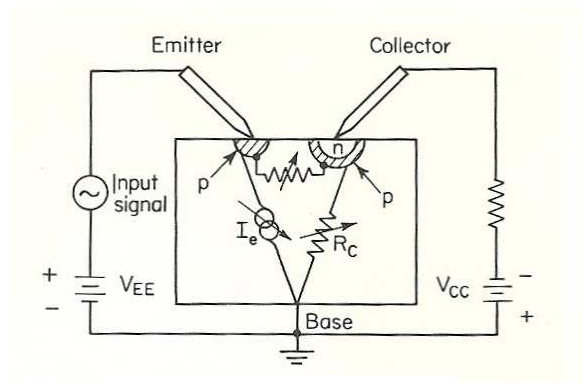 Emitter
Collector
n
p
p
Input
signal
Ie
RC
+
-
VEE
VCC
-
+
Base